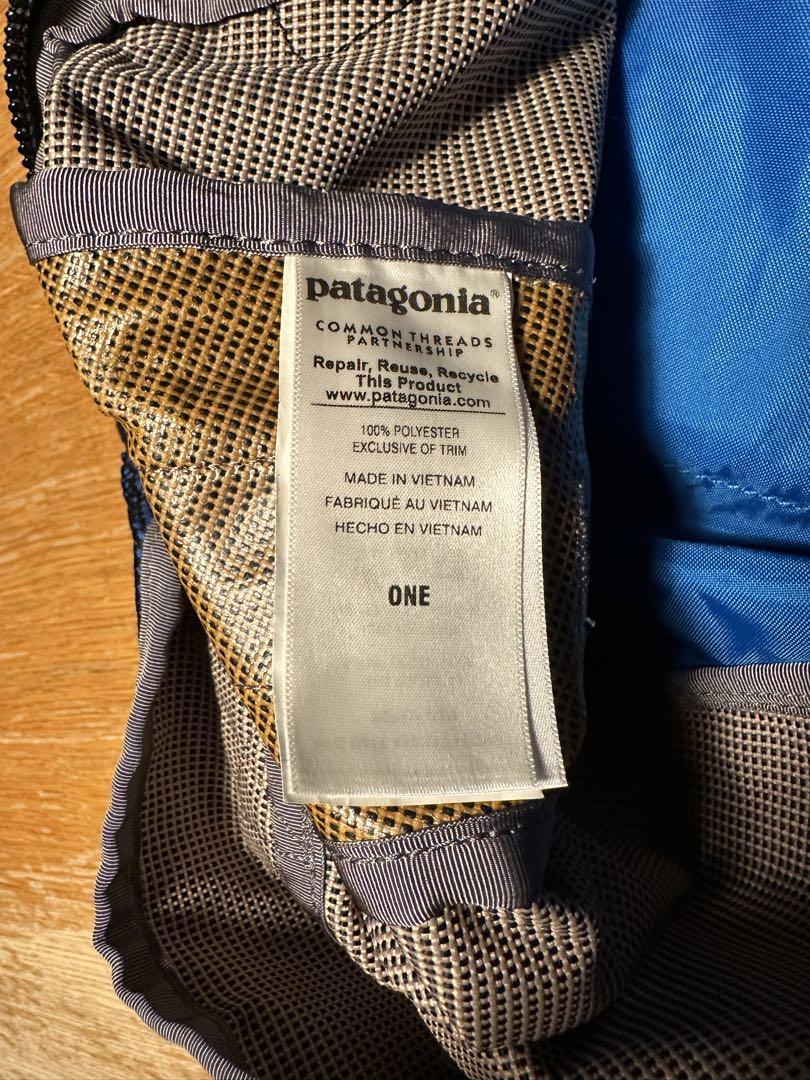 patagonia®
COMMON THREADS
PARTNERSHIP
Repair, Reuse, Recycle
This Product
www.patagonia.com
100% POLYESTER
EXCLUSIVE OF TRIM
MADE IN VIETNAM
FABRIQUÉ AU VIETNAM
HECHO EN VIETNAM
ONE